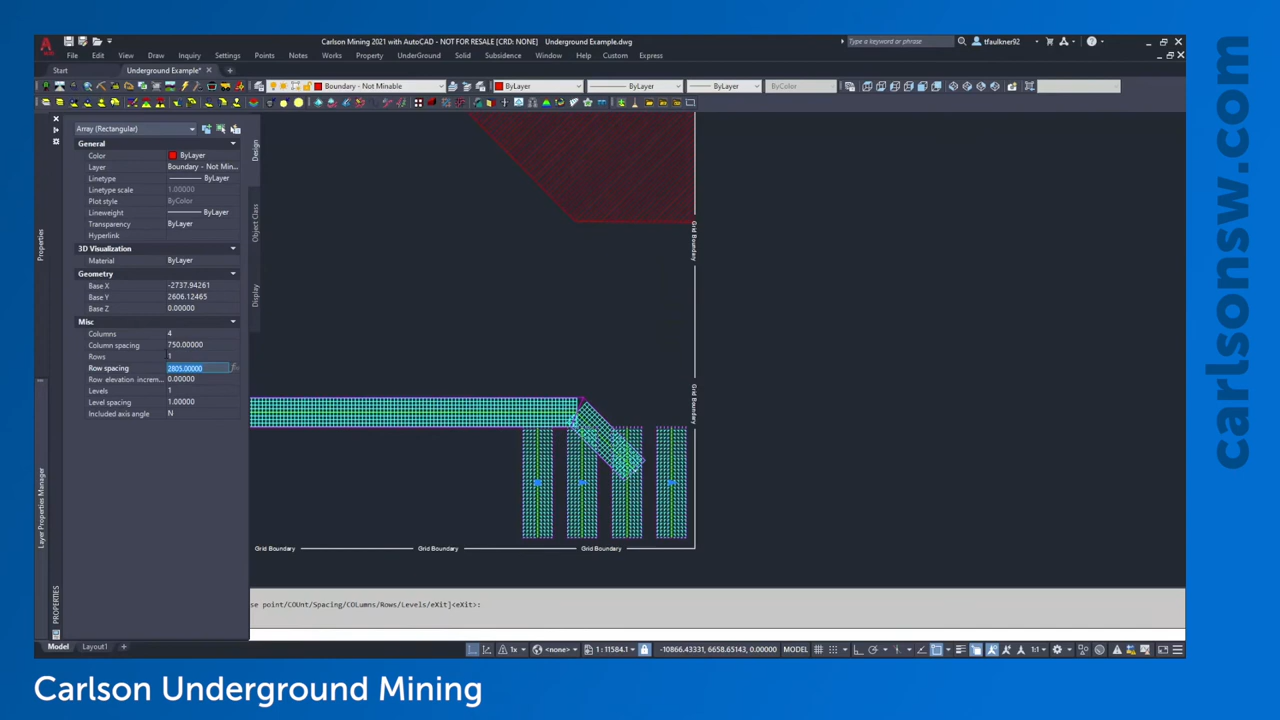 Carlson Mining 2021 with AutoCAD - NOT FOR RESALE [CRD: NONE] Underground Example.dwg
Type a keyword or phrase
tfaulkner92
File Edit View Draw Inquiry Settings Points Notes Works Property UnderGround Solid Subsidence Window Help Custom Express
Start
Underground Example*
Boundary - Not Minable
ByLayer
ByLayer
ByLayer
ByColor
Array (Rectangular)
General
Color ByLayer
Layer Boundary - Not Min...
Linetype ByLayer
Linetype scale 1.00000
Plot style ByColor
Lineweight ByLayer
Transparency ByLayer
Hyperlink
3D Visualization
Material ByLayer
Geometry
Base X -2737.94261
Base Y 2606.12465
Base Z 0.00000
Misc
Columns 4
Column spacing 750.00000
Rows 1
Row spacing 2805.00000
Row elevation increm... 0.00000
Levels 1
Level spacing 1.00000
Included axis angle N
Design
Object Class
Display
Properties
Layer Properties Manager
PROPERTIES
Grid Boundary
Grid Boundary
Grid Boundary
Grid Boundary
Grid Boundary
se point/COUnt/Spacing/COLumns/Rows/Levels/eXit]<eXit>:
Model
Layout1
1x
<none>
1 : 11584.1
-10866.43331, 6658.65143, 0.00000
MODEL
1:1
Carlson Underground Mining
carlsonsw.com